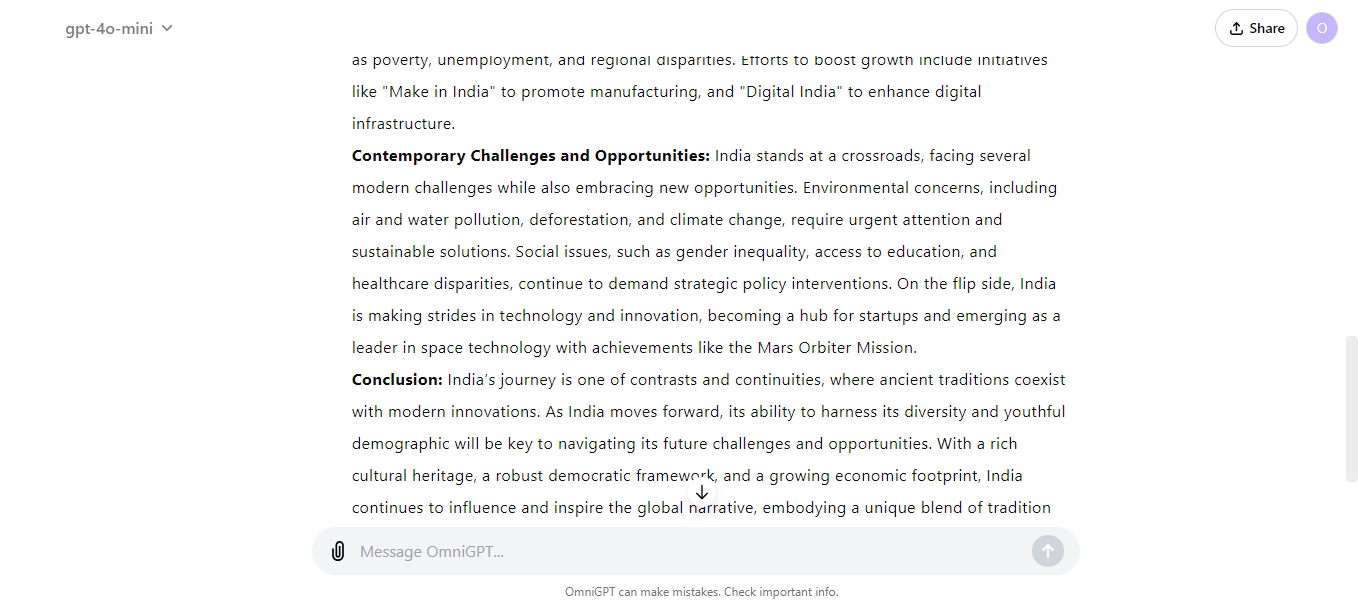 gpt-4o-mini
Share
O
as poverty, unemployment, and regional disparities. Efforts to boost growth include initiatives
like "Make in India" to promote manufacturing, and "Digital India" to enhance digital
infrastructure.
Contemporary Challenges and Opportunities: India stands at a crossroads, facing several
modern challenges while also embracing new opportunities. Environmental concerns, including
air and water pollution, deforestation, and climate change, require urgent attention and
sustainable solutions. Social issues, such as gender inequality, access to education, and
healthcare disparities, continue to demand strategic policy interventions. On the flip side, India
is making strides in technology and innovation, becoming a hub for startups and emerging as a
leader in space technology with achievements like the Mars Orbiter Mission.
Conclusion: India's journey is one of contrasts and continuities, where ancient traditions coexist
with modern innovations. As India moves forward, its ability to harness its diversity and youthful
demographic will be key to navigating its future challenges and opportunities. With a rich
cultural heritage, a robust democratic framework, and a growing economic footprint, India
continues to influence and inspire the global narrative, embodying a unique blend of tradition
Message OmniGPT...
OmniGPT can make mistakes. Check important info.